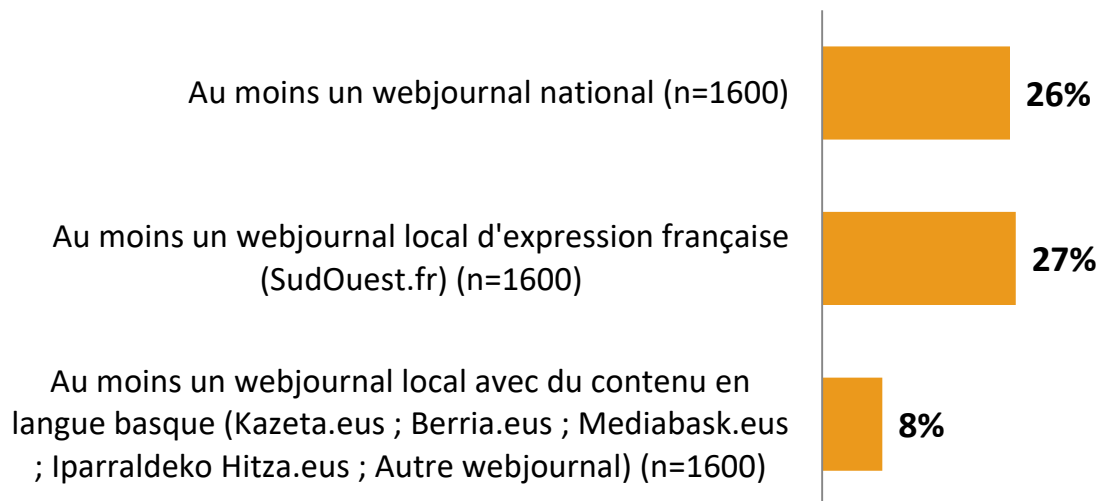 Au moins un webjournal national (n=1600)
26%
Au moins un webjournal local d'expression française
(SudOuest.fr) (n=1600)
27%
Au moins un webjournal local avec du contenu en
langue basque (Kazeta.eus ; Berria.eus ; Mediabask.eus
; Iparraldeko Hitza.eus ; Autre webjournal) (n=1600)
8%